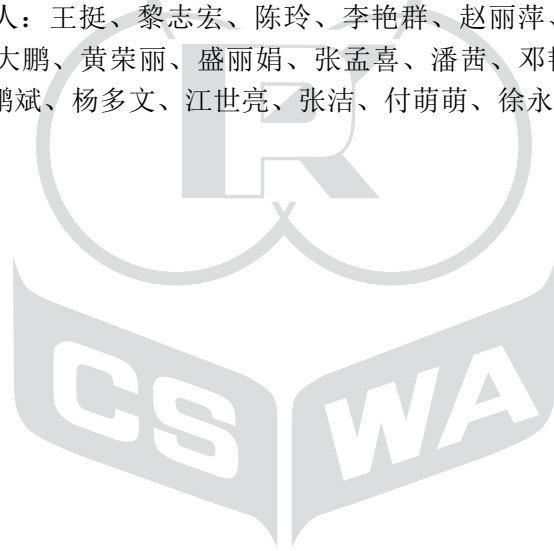 人：王挺、黎志宏、陈玲、李艳群、赵丽萍、
大鹏、黄荣丽、盛丽娟、张孟喜、潘茜、邓
鹏斌、杨多文、江世亮、张洁、付萌萌、徐永
R
CS WA